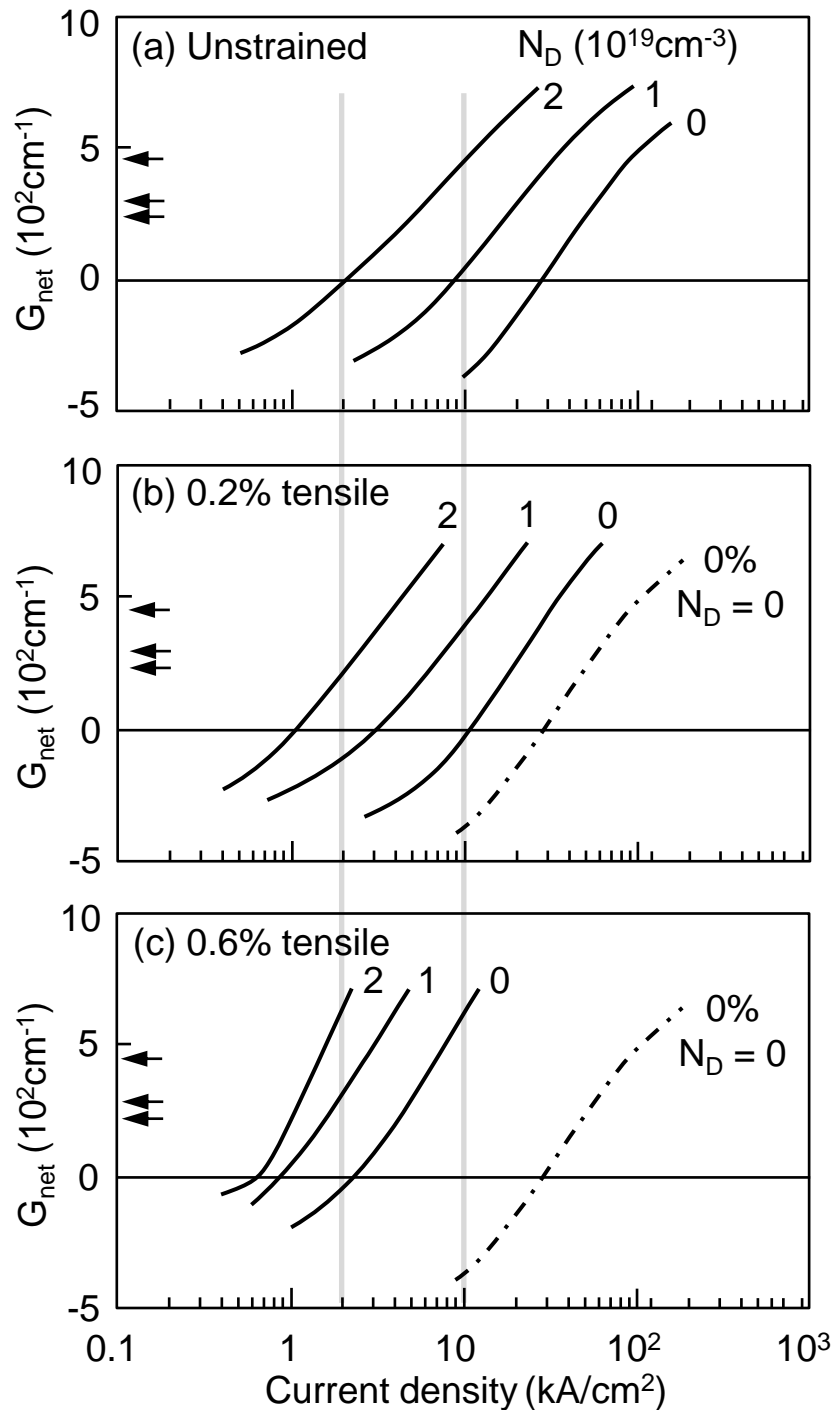 10
(a) Unstrained
N_D (10^19cm^-3)
2
1
0
5
0
-5
G_net (10^2cm^-1)
10
(b) 0.2% tensile
2
1
0
0%
N_D = 0
5
0
-5
G_net (10^2cm^-1)
10
(c) 0.6% tensile
2
1
0
0%
N_D = 0
5
0
-5
G_net (10^2cm^-1)
0.1 1 10 10^2 10^3
Current density (kA/cm^2)